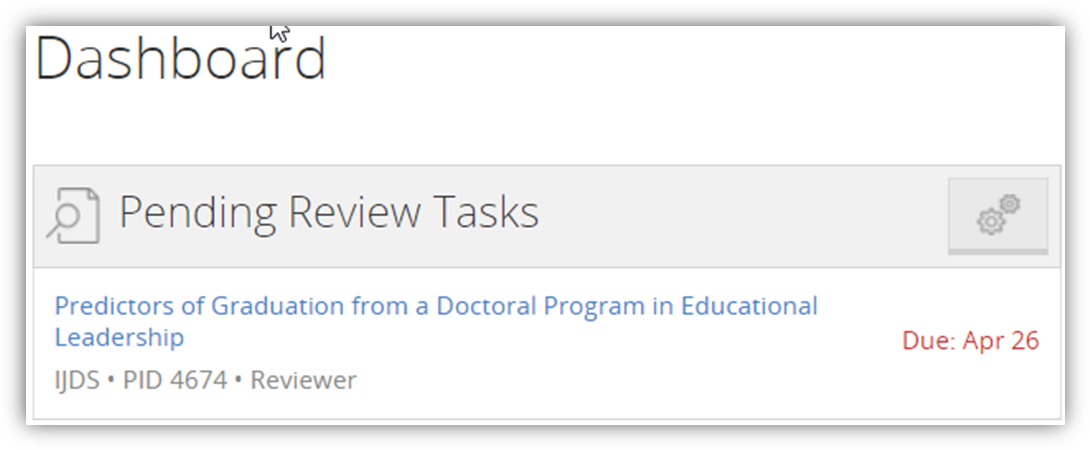 Dashboard
Pending Review Tasks
Predictors of Graduation from a Doctoral Program in Educational
Leadership
Due: Apr 26
IJDS • PID 4674 • Reviewer